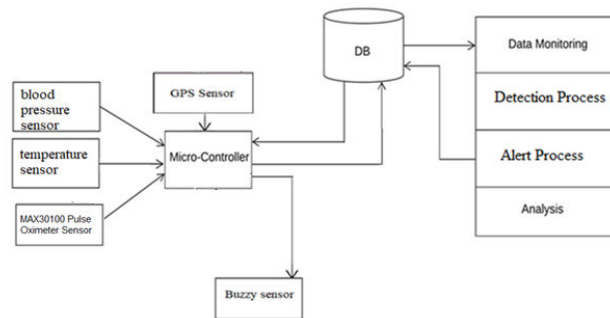 DB
Data Monitoring
Detection Process
Alert Process
Analysis
GPS Sensor
blood
pressure
sensor
Micro-Controller
temperature
sensor
MAX30100 Pulse
Oximeter Sensor
Buzzy sensor